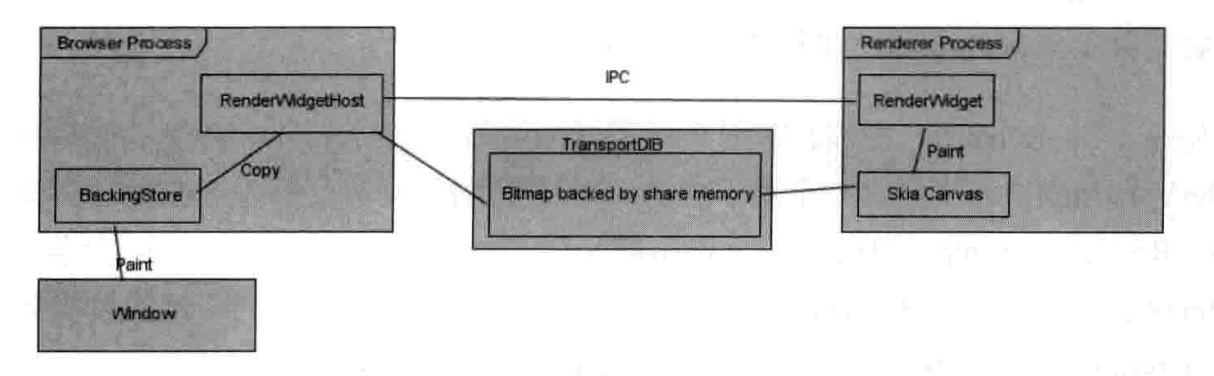 Browser Process
Renderer Process
IPC
RenderWidgetHost
RenderWidget
TransportDIB
Copy
Paint
BackingStore
Bitmap backed by share memory
Skia Canvas
Paint
Window